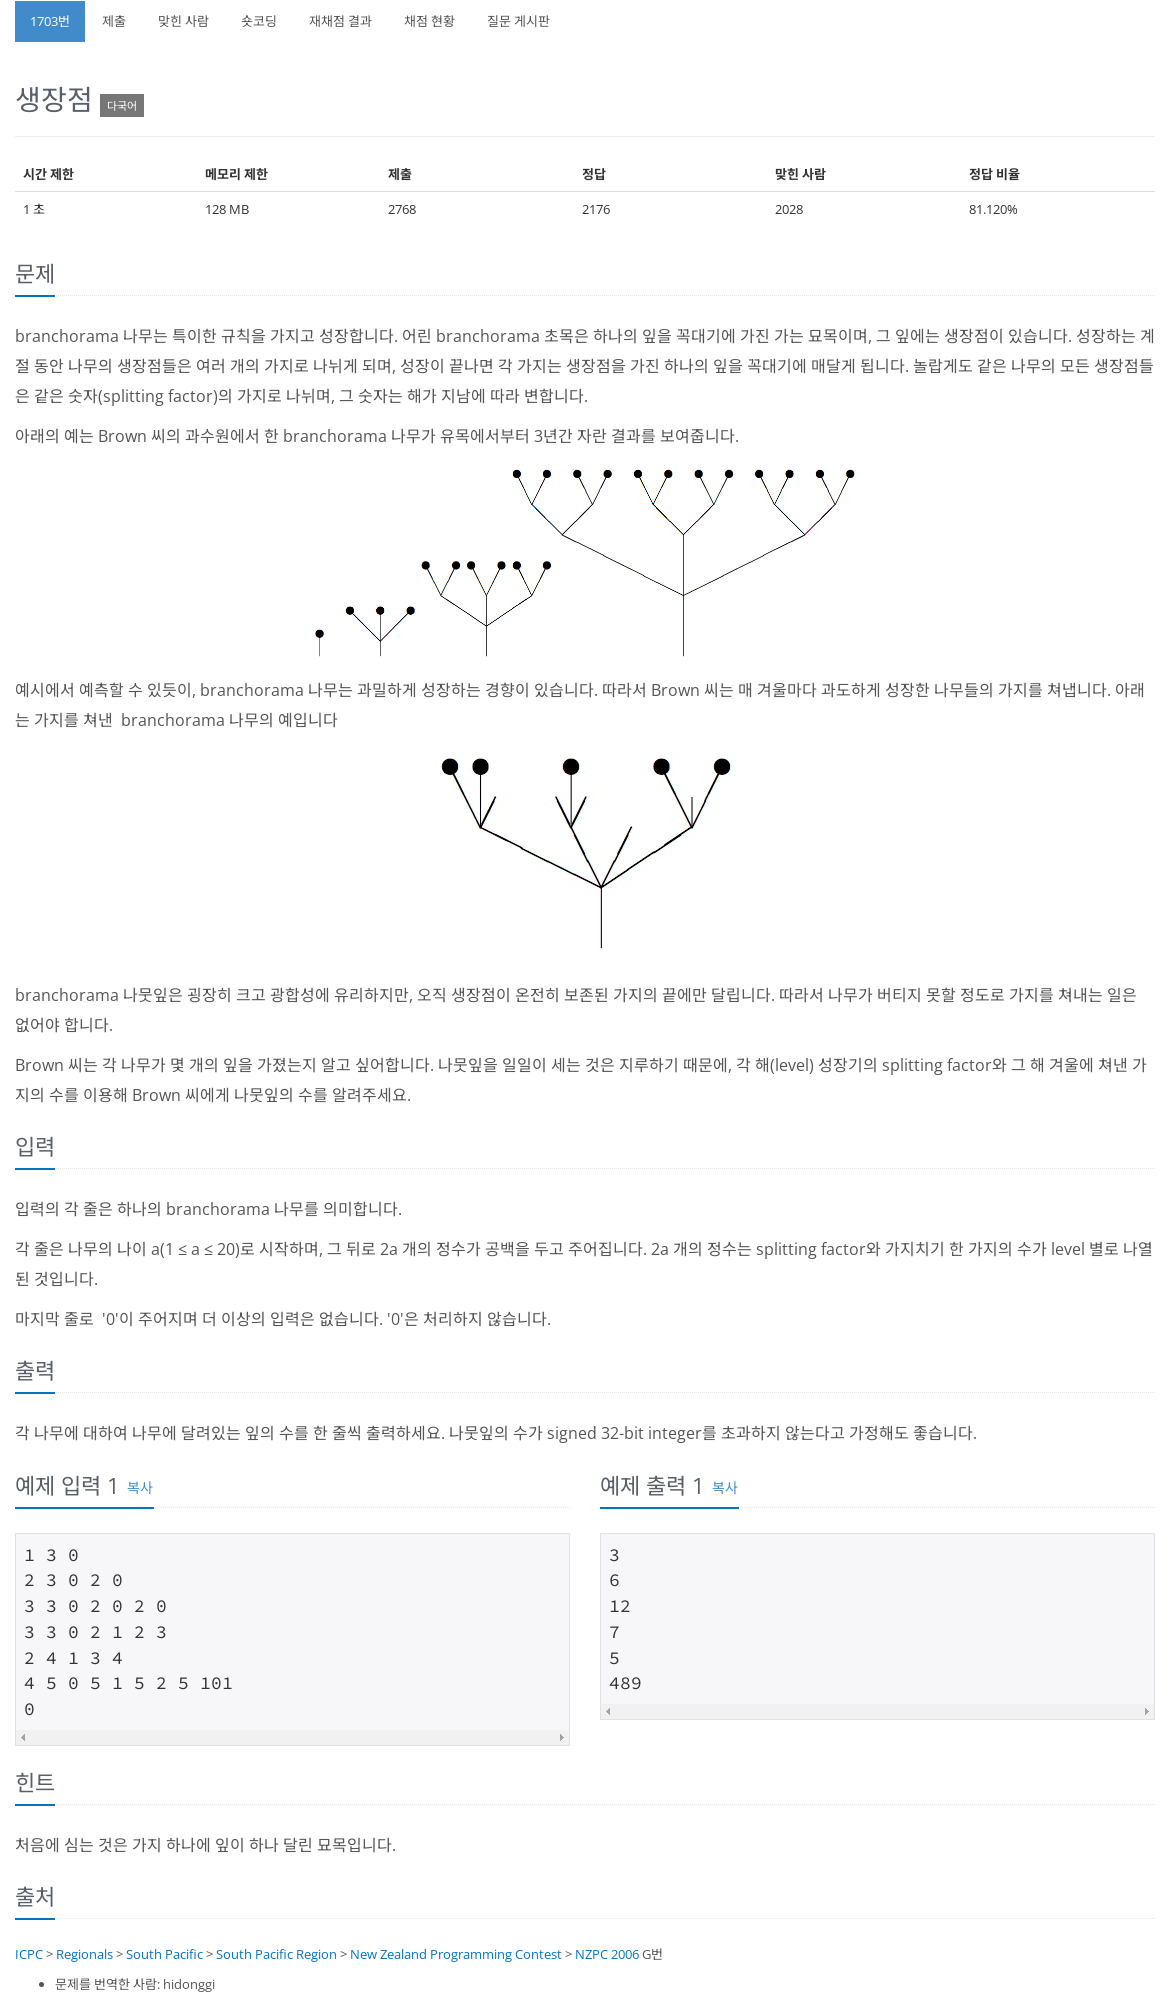 1703번 제출 맞힌 사람 숏코딩 재채점 결과 채점 현황 질문 게시판
생장점 다국어
시간 제한 메모리 제한 제출 정답 맞힌 사람 정답 비율
1 초 128 MB 2768 2176 2028 81.120%
문제
branchorama 나무는 특이한 규칙을 가지고 성장합니다. 어린 branchorama 초목은 하나의 잎을 꼭대기에 가진 가는 묘목이며, 그 잎에는 생장점이 있습니다. 성장하는 계
절 동안 나무의 생장점들은 여러 개의 가지로 나뉘게 되며, 성장이 끝나면 각 가지는 생장점을 가진 하나의 잎을 꼭대기에 매달게 됩니다. 놀랍게도 같은 나무의 모든 생장점들
은 같은 숫자(splitting factor)의 가지로 나뉘며, 그 숫자는 해가 지남에 따라 변합니다.
아래의 예는 Brown 씨의 과수원에서 한 branchorama 나무가 유목에서부터 3년간 자란 결과를 보여줍니다.
예시에서 예측할 수 있듯이, branchorama 나무는 과밀하게 성장하는 경향이 있습니다. 따라서 Brown 씨는 매 겨울마다 과도하게 성장한 나무들의 가지를 쳐냅니다. 아래
는 가지를 쳐낸  branchorama 나무의 예입니다
branchorama 나뭇잎은 굉장히 크고 광합성에 유리하지만, 오직 생장점이 온전히 보존된 가지의 끝에만 달립니다. 따라서 나무가 버티지 못할 정도로 가지를 쳐내는 일은
없어야 합니다.
Brown 씨는 각 나무가 몇 개의 잎을 가졌는지 알고 싶어합니다. 나뭇잎을 일일이 세는 것은 지루하기 때문에, 각 해(level) 성장기의 splitting factor와 그 해 겨울에 쳐낸 가
지의 수를 이용해 Brown 씨에게 나뭇잎의 수를 알려주세요.
입력
입력의 각 줄은 하나의 branchorama 나무를 의미합니다.
각 줄은 나무의 나이 a(1 ≤ a ≤ 20)로 시작하며, 그 뒤로 2a 개의 정수가 공백을 두고 주어집니다. 2a 개의 정수는 splitting factor와 가지치기 한 가지의 수가 level 별로 나열
된 것입니다.
마지막 줄로  '0'이 주어지며 더 이상의 입력은 없습니다. '0'은 처리하지 않습니다.
출력
각 나무에 대하여 나무에 달려있는 잎의 수를 한 줄씩 출력하세요. 나뭇잎의 수가 signed 32-bit integer를 초과하지 않는다고 가정해도 좋습니다.
예제 입력 1 복사
1 3 0
2 3 0 2 0
3 3 0 2 0 2 0
3 3 0 2 1 2 3
2 4 1 3 4
4 5 0 5 1 5 2 5 101
0
예제 출력 1 복사
3
6
12
7
5
489
힌트
처음에 심는 것은 가지 하나에 잎이 하나 달린 묘목입니다.
출처
ICPC > Regionals > South Pacific > South Pacific Region > New Zealand Programming Contest > NZPC 2006 G번
• 문제를 번역한 사람: hidonggi